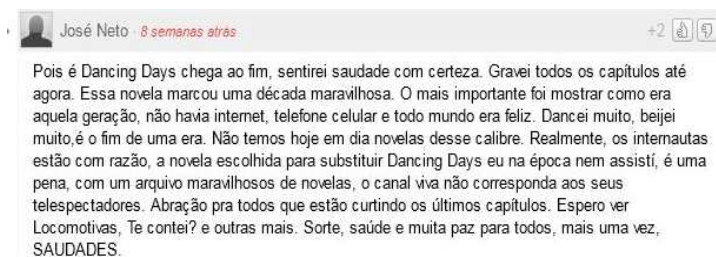 José Neto · 8 semanas atrás
+2
Pois é Dancing Days chega ao fim, sentirei saudade com certeza. Gravei todos os capítulos até
agora. Essa novela marcou uma década maravilhosa. O mais importante foi mostrar como era
aquela geração, não havia internet, telefone celular e todo mundo era feliz. Dancei muito, beijei
muito,é o fim de uma era. Não temos hoje em dia novelas desse calibre. Realmente, os internautas
estão com razão, a novela escolhida para substituir Dancing Days eu na época nem assistí, é uma
pena, com um arquivo maravilhosos de novelas, o canal viva não corresponda aos seus
telespectadores. Abração pra todos que estão curtindo os últimos capítulos. Espero ver
Locomotivas, Te contei? e outras mais. Sorte, saúde e muita paz para todos, mais uma vez,
SAUDADES.